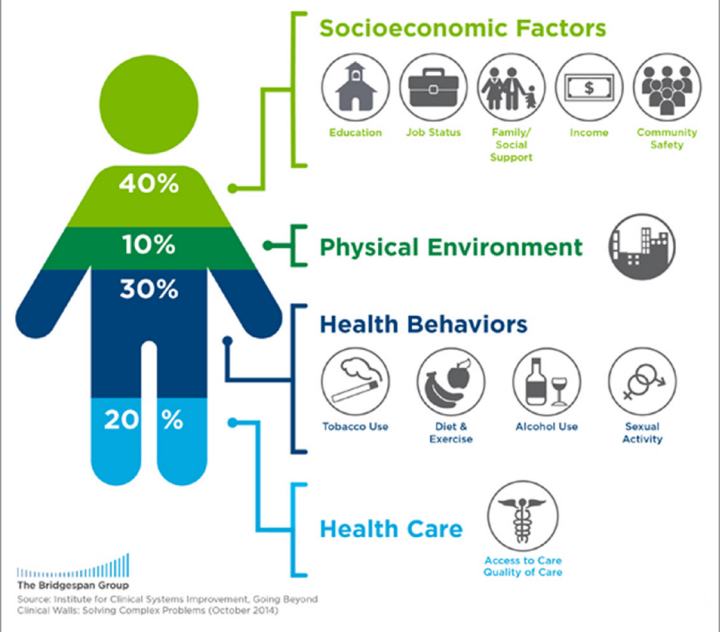 Socioeconomic Factors
$
Education
Job Status
Family/
Social
Support
Income
Community
Safety
40%
10%
Physical Environment
30%
Health Behaviors
Tobacco Use
Diet &
Exercise
Alcohol Use
Sexual
Activity
20 %
Health Care
Access to Care
Quality of Care
The Bridgespan Group
Source: Institute for Clinical Systems Improvement, Going Beyond
Clinical Walls: Solving Complex Problems (October 2014)